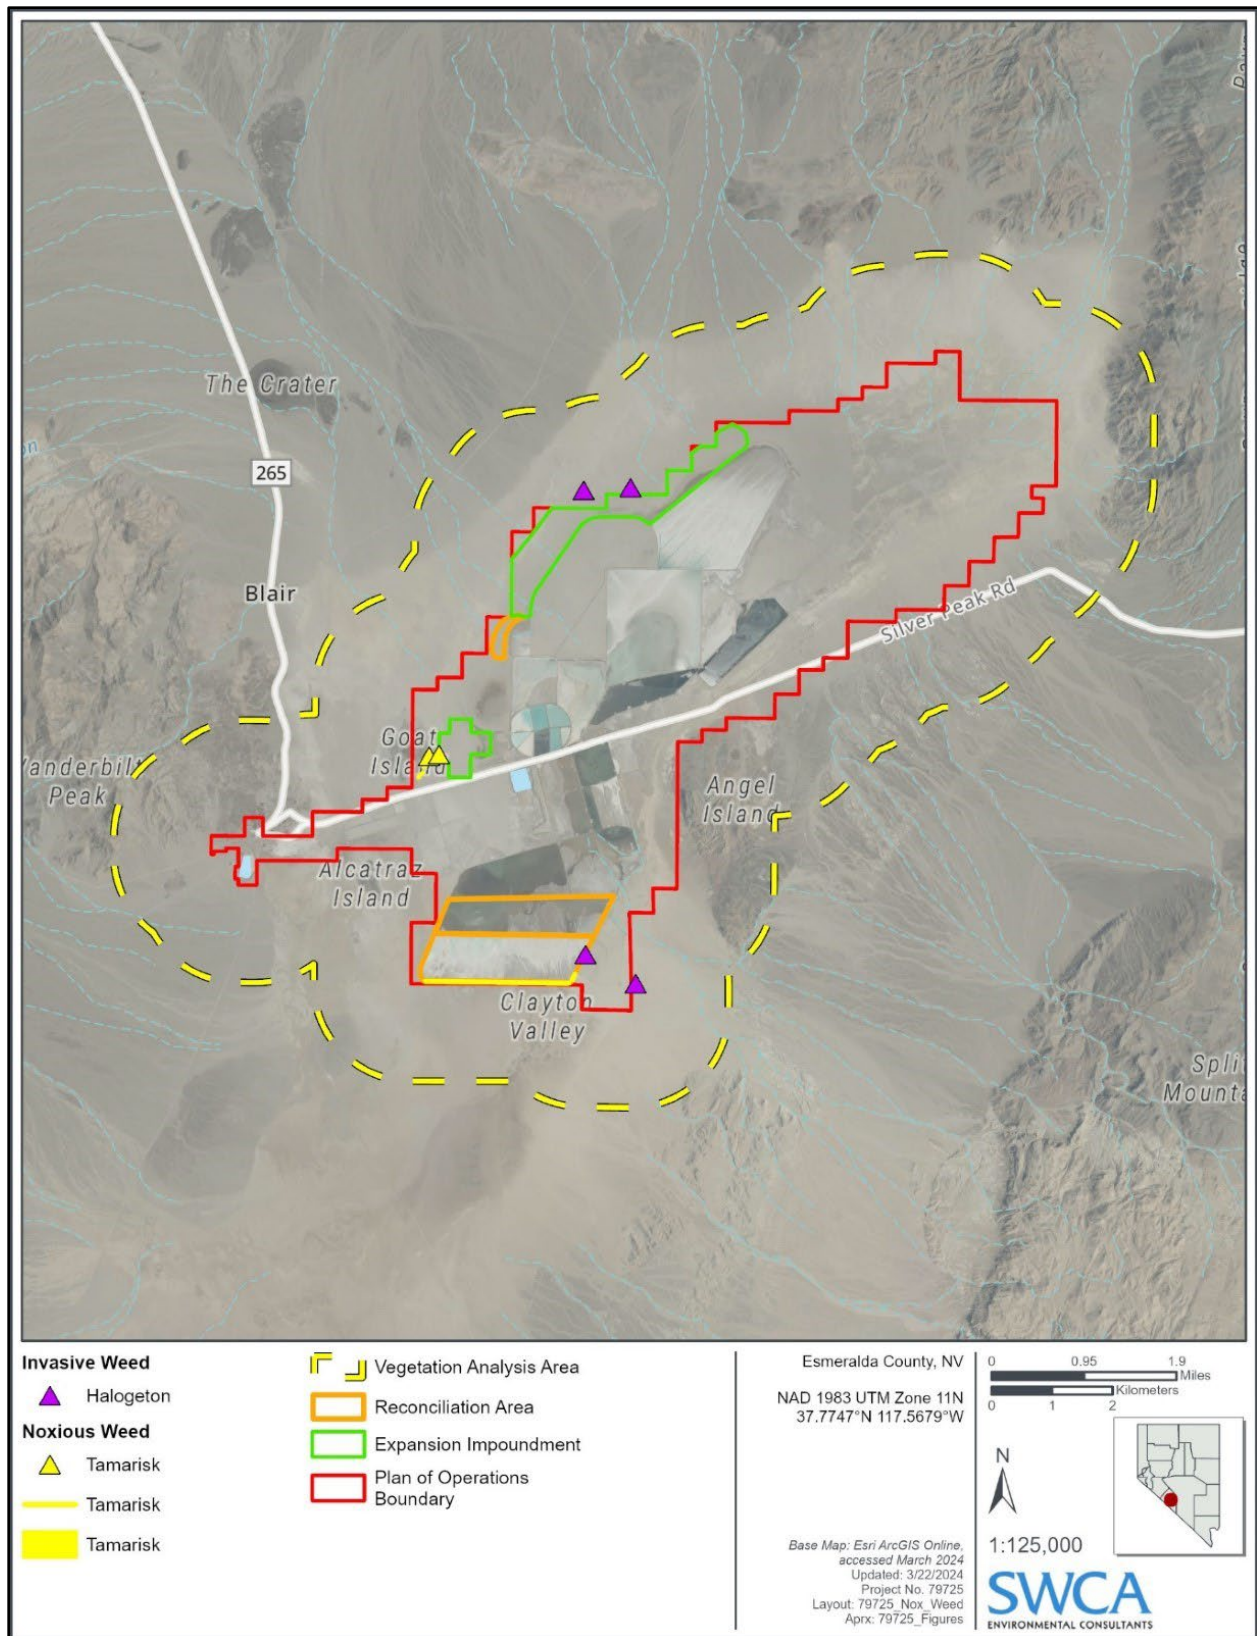 The Crater
265
Blair
Silver Peak Rd
Goat
Island
Vanderbilt
Peak
Angel
Island
Alcatraz
Island
Clayton
Valley
Split
Mounta
Invasive Weed
Halogeton
Noxious Weed
Tamarisk
Tamarisk
Tamarisk
Vegetation Analysis Area
Reconciliation Area
Expansion Impoundment
Plan of Operations
Boundary
Esmeralda County, NV
NAD 1983 UTM Zone 11N
37.7747°N 117.5679°W
Base Map: Esri ArcGIS Online,
accessed March 2024
Updated: 3/22/2024
Project No. 79725
Layout: 79725_Nox_Weed
Aprx: 79725_Figures
0 0.95 1.9
Miles
Kilometers
0 1 2
N
1:125,000
SWCA
ENVIRONMENTAL CONSULTANTS